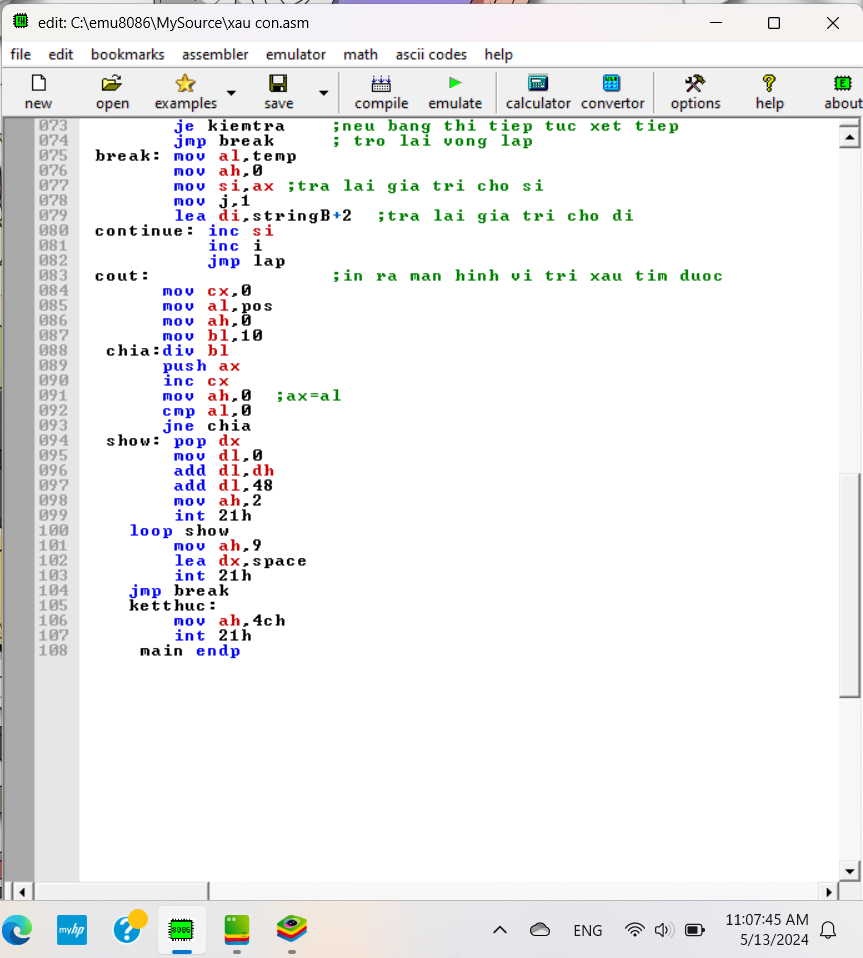 edit: C:\emu8086\MySource\xau con.asm
file edit bookmarks assembler emulator math ascii codes help
new open examples save compile emulate calculator convertor options help about
073 je kiemtra ;neu bang thi tiep tuc xet tiep
074 jmp break ; tro lai vong lap
075 break: mov al,temp
076 mov ah,0
077 mov si,ax ;tra lai gia tri cho si
078 mov j,1
079 lea di,stringB+2 ;tra lai gia tri cho di
080 continue: inc si
081 inc i
082 jmp lap
083 cout: ;in ra man hinh vi tri xau tim duoc
084 mov cx,0
085 mov al,pos
086 mov ah,0
087 mov bl,10
088 chia:div bl
089 push ax
090 inc cx
091 mov ah,0 ;ax=al
092 cmp al,0
093 jne chia
094 show: pop dx
095 mov dl,0
096 add dl,dh
097 add dl,48
098 mov ah,2
099 int 21h
100 loop show
101 mov ah,9
102 lea dx,space
103 int 21h
104 jmp break
105 ketthuc:
106 mov ah,4ch
107 int 21h
108 main endp
myhp
8086
ENG
11:07:45 AM
5/13/2024